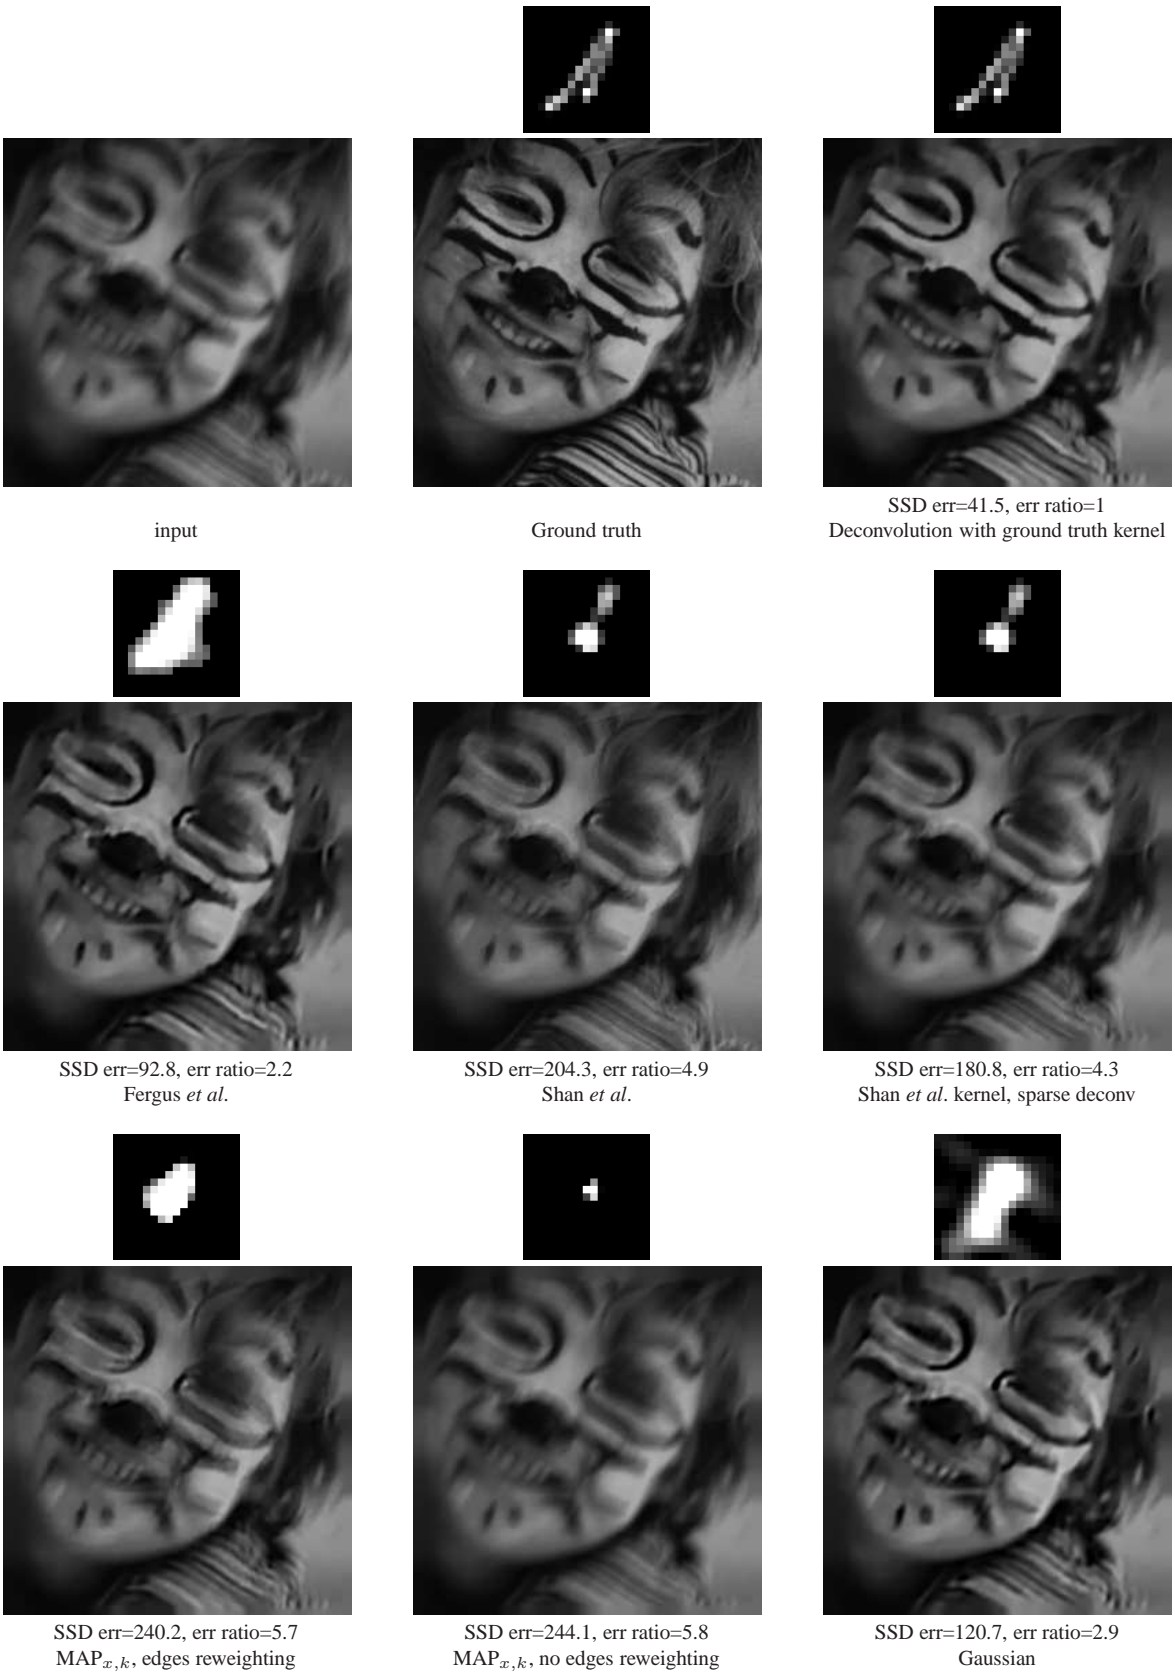 SSD err=41.5, err ratio=1
input
Ground truth
Deconvolution with ground truth kernel
SSD err=92.8, err ratio=2.2
Fergus et al.
SSD err=204.3, err ratio=4.9
Shan et al.
SSD err=180.8, err ratio=4.3
Shan et al. kernel, sparse deconv
SSD err=240.2, err ratio=5.7
MAPx,k, edges reweighting
SSD err=244.1, err ratio=5.8
MAPx,k, no edges reweighting
SSD err=120.7, err ratio=2.9
Gaussian